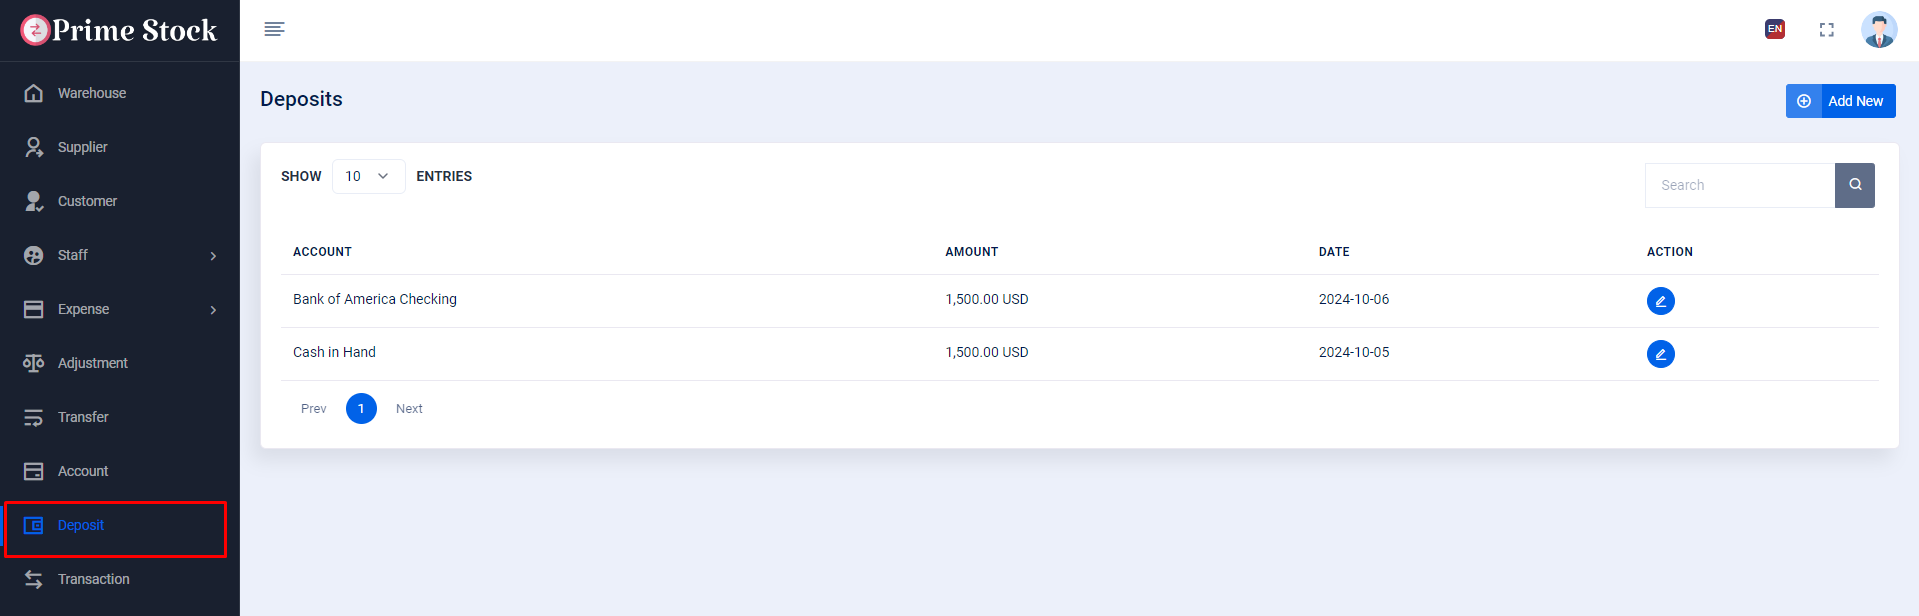 Prime Stock
EN
Warehouse
Supplier
Customer
Staff
Expense
Adjustment
Transfer
Account
Deposit
Transaction
Deposits
Add New
SHOW 10 ENTRIES
Search
ACCOUNT AMOUNT DATE ACTION
Bank of America Checking 1,500.00 USD 2024-10-06
Cash in Hand 1,500.00 USD 2024-10-05
Prev 1 Next